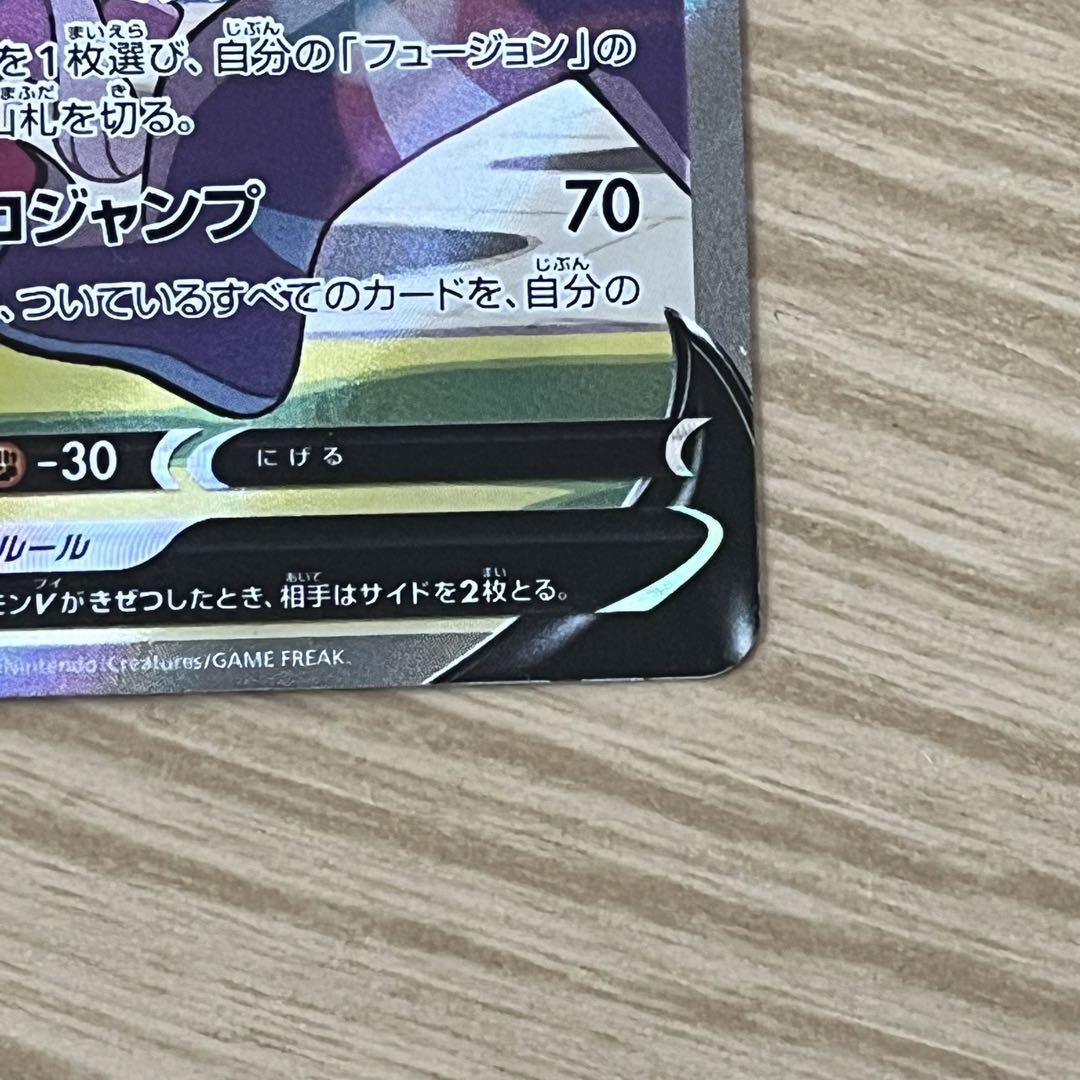 を1枚選び、自分の「フュージョン」の
山札を切る。
ロジャンプ 70
、ついているすべてのカードを、自分の
-30 にげる
ルール
モンVがきぜつしたとき、相手はサイドを2枚とる。
Nintendo/Creatures/GAME FREAK.